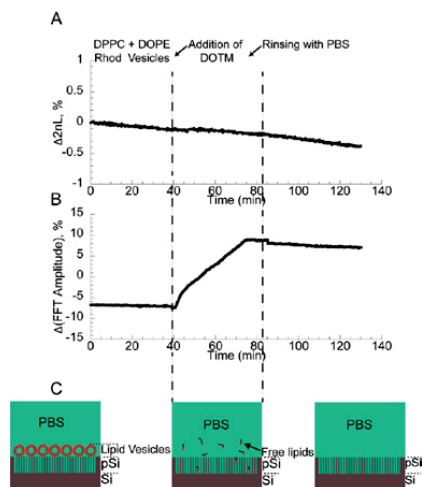 A
DPPC + DOPE Rhod Vesicles
Addition of DOTM
Rinsing with PBS
Δ2nL, %
1
0.5
0
-0.5
-1
0 20 40 60 80 100 120 140
Time (min)
B
Δ(FFT Amplitude), %
15
10
5
0
-5
-10
-15
0 20 40 60 80 100 120 140
Time (min)
C
PBS
Lipid Vesicles
pSi
Si
PBS
Free lipids
pSi
Si
PBS
pSi
Si